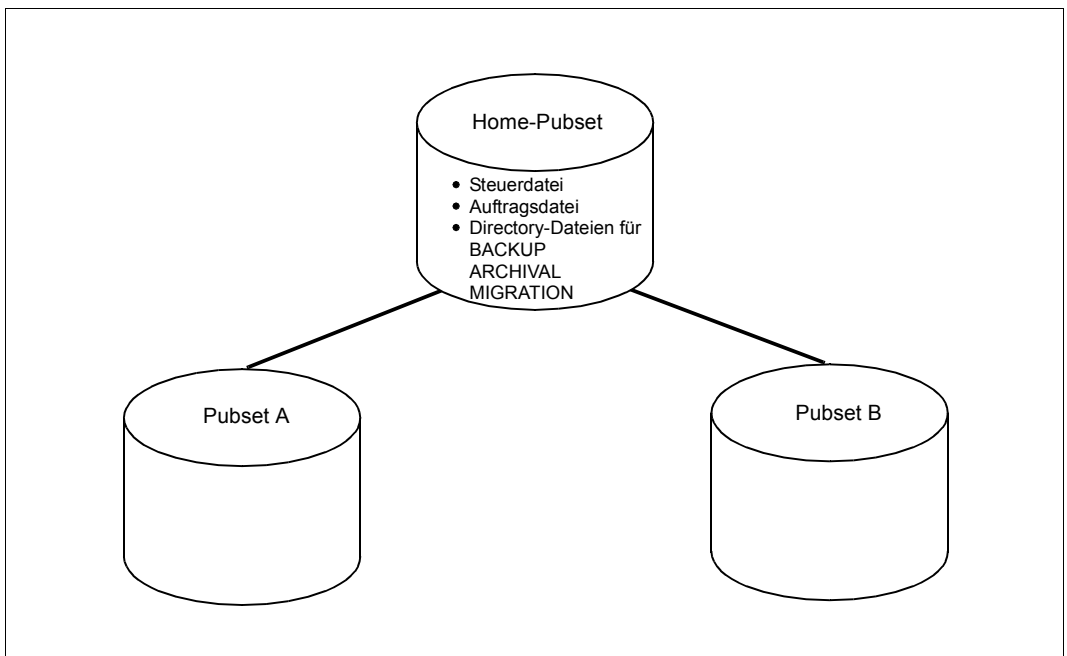 Home-Pubset
• Steuerdatei
• Auftragsdatei
• Directory-Dateien für
BACKUP
ARCHIVAL
MIGRATION
Pubset A
Pubset B